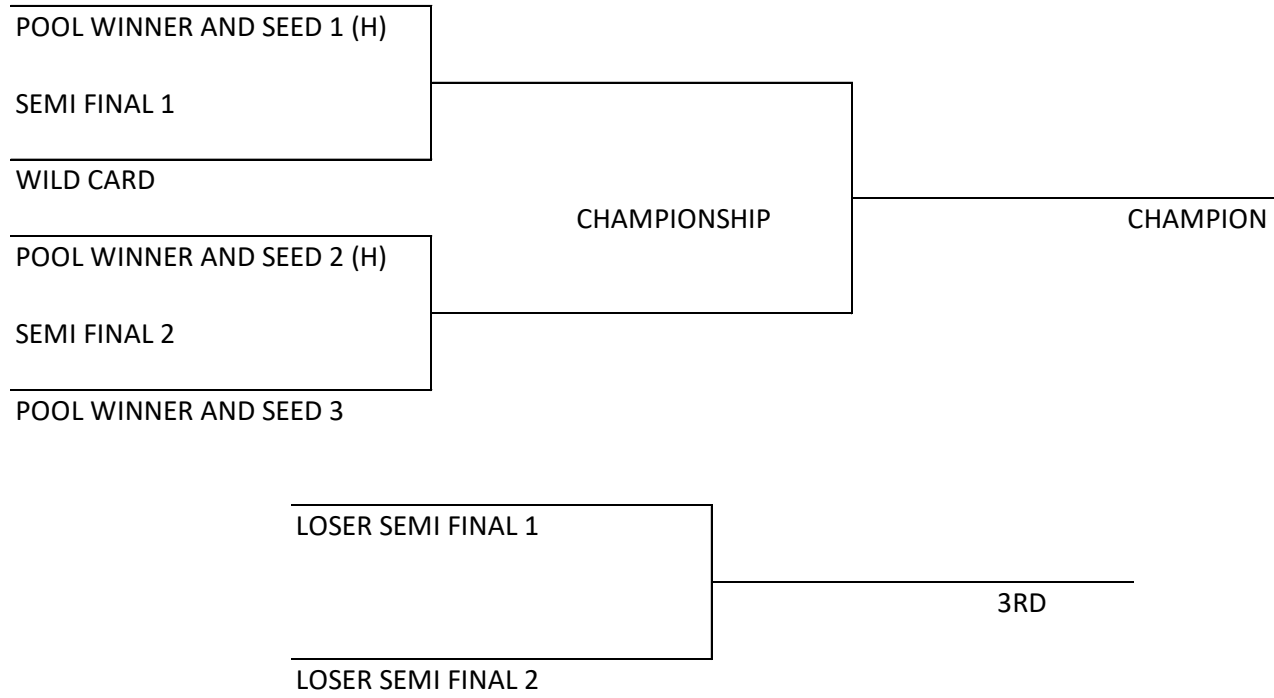 POOL WINNER AND SEED 1 (H)
SEMI FINAL 1
WILD CARD
CHAMPIONSHIP
CHAMPION
POOL WINNER AND SEED 2 (H)
SEMI FINAL 2
POOL WINNER AND SEED 3
LOSER SEMI FINAL 1
3RD
LOSER SEMI FINAL 2